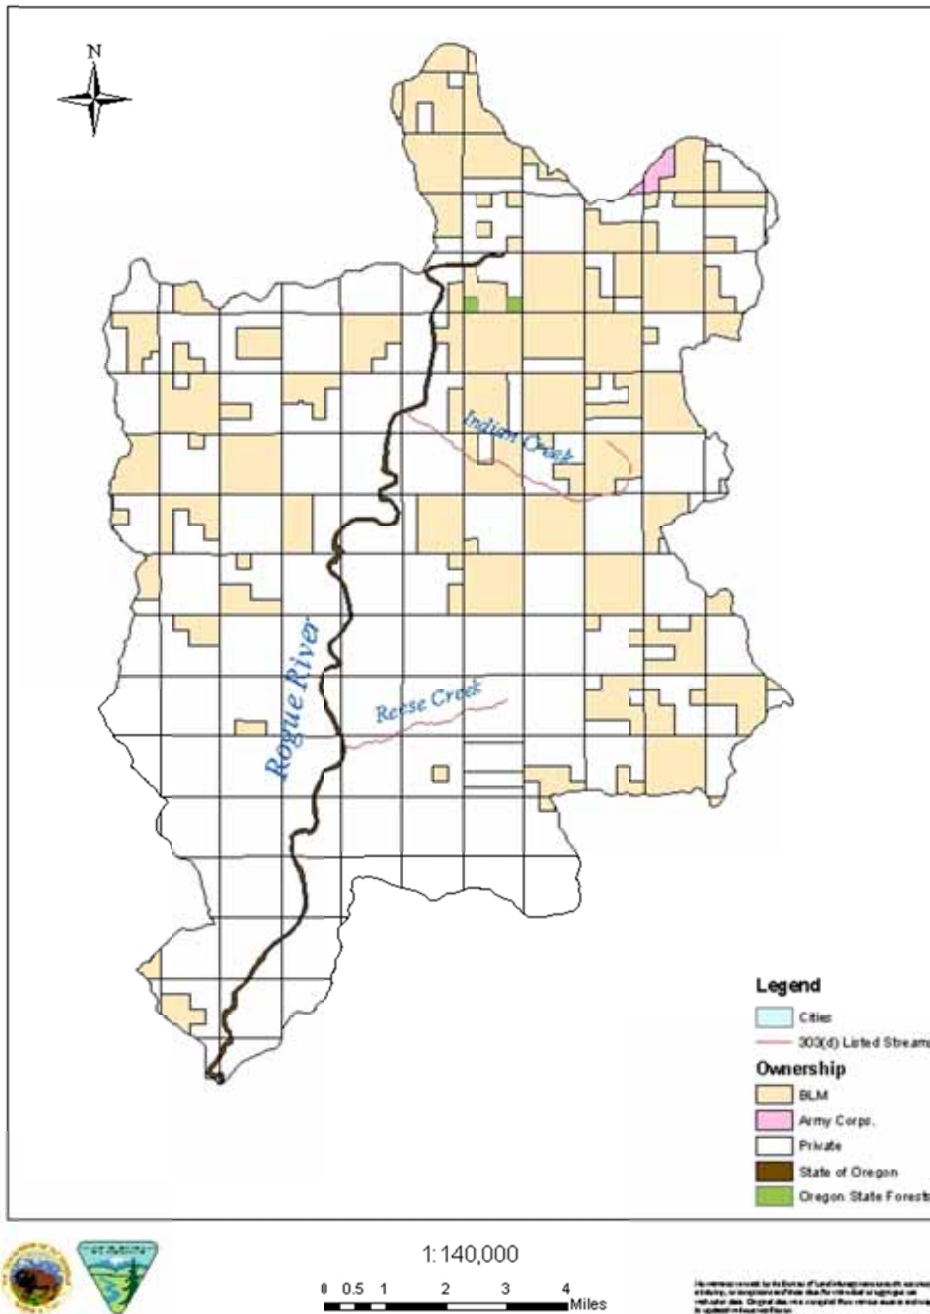 N
Indian Creek
Rogue River
Reese Creek
Legend
Cities
303(d) Listed Streams
Ownership
BLM
Army Corps.
Private
State of Oregon
Oregon State Forests
1:140,000
0 0.5 1 2 3 4
Miles